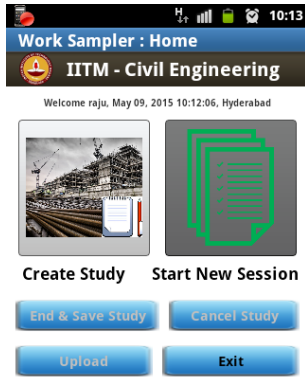 H 10:13
Work Sampler : Home
IITM - Civil Engineering
Welcome raju, May 09, 2015 10:12:06, Hyderabad
Create Study Start New Session
End & Save Study Cancel Study
Upload Exit